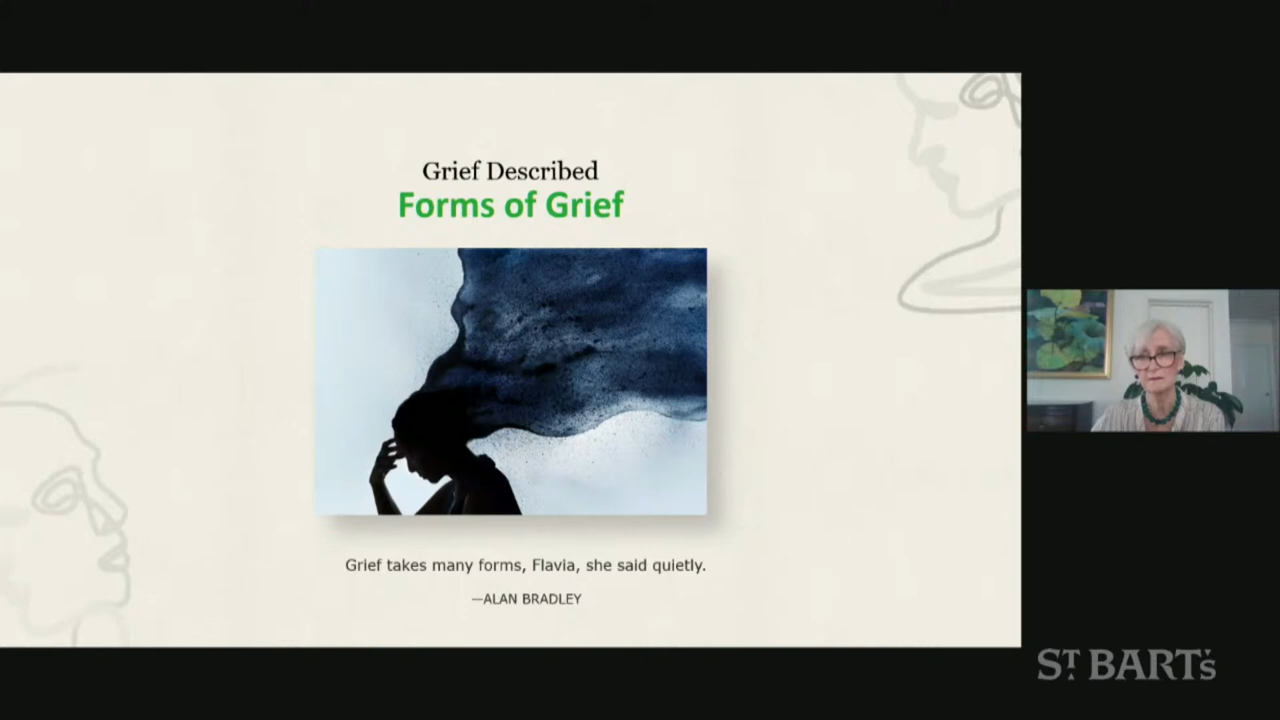 Grief Described
Forms of Grief
Grief takes many forms, Flavia, she said quietly.
—ALAN BRADLEY
ST BART's